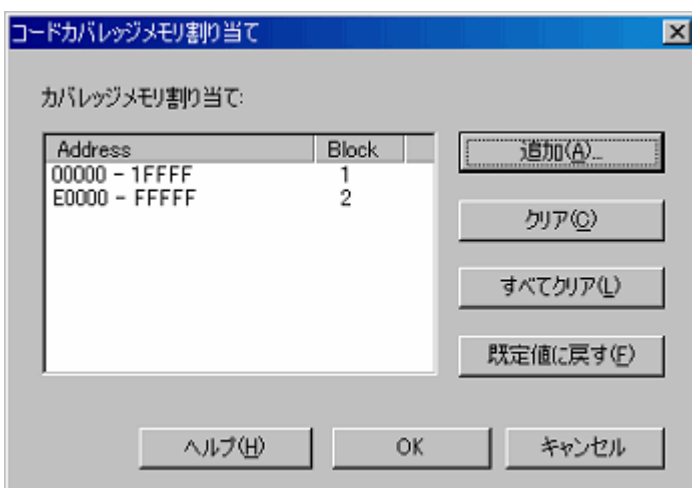 コードカバレッジメモリ割り当て
カバレッジメモリ割り当て:
Address Block
00000 - 1FFFF 1
E0000 - FFFFF 2
追加(A)...
クリア(C)
すべてクリア(L)
既定値に戻す(F)
ヘルプ(H) OK キャンセル